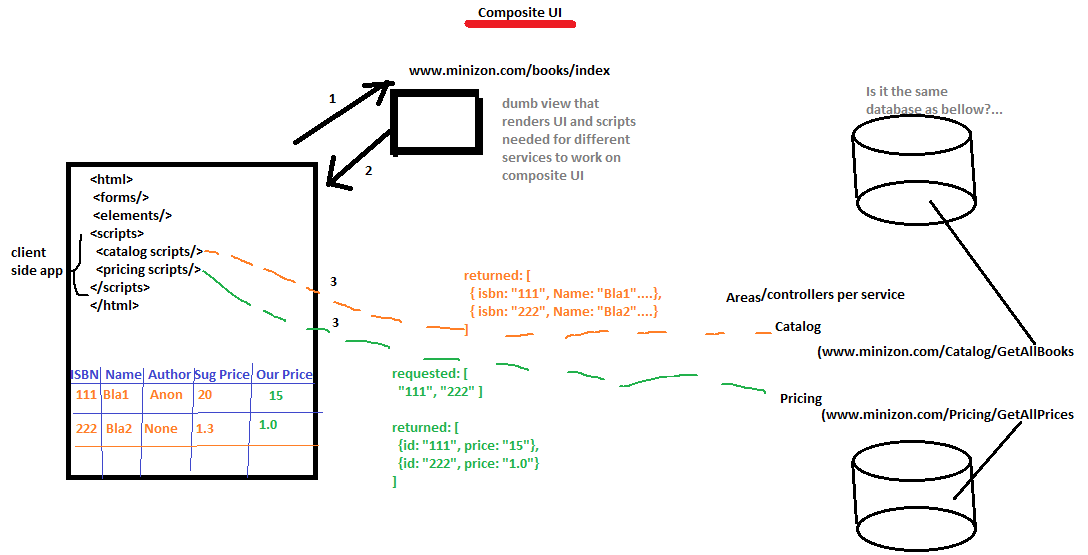 Composite UI
www.minizon.com/books/index
1
2
dumb view that
renders UI and scripts
needed for different
services to work on
composite UI
Is it the same
database as bellow?...
<html>
<forms/>
<elements/>
<scripts>
<catalog scripts/>
<pricing scripts/>
</scripts>
</html>
client
side app
3
3
returned: [
{ isbn: "111", Name: "Bla1"....},
{ isbn: "222", Name: "Bla2"....}
]
Areas/controllers per service
Catalog
(www.minizon.com/Catalog/GetAllBooks
requested: [
"111", "222" ]
Pricing
(www.minizon.com/Pricing/GetAllPrices
returned: [
{id: "111", price: "15"},
{id: "222", price: "1.0"}
]
ISBN Name Author Sug Price Our Price
111 Bla1 Anon 20 15
222 Bla2 None 1.3 1.0